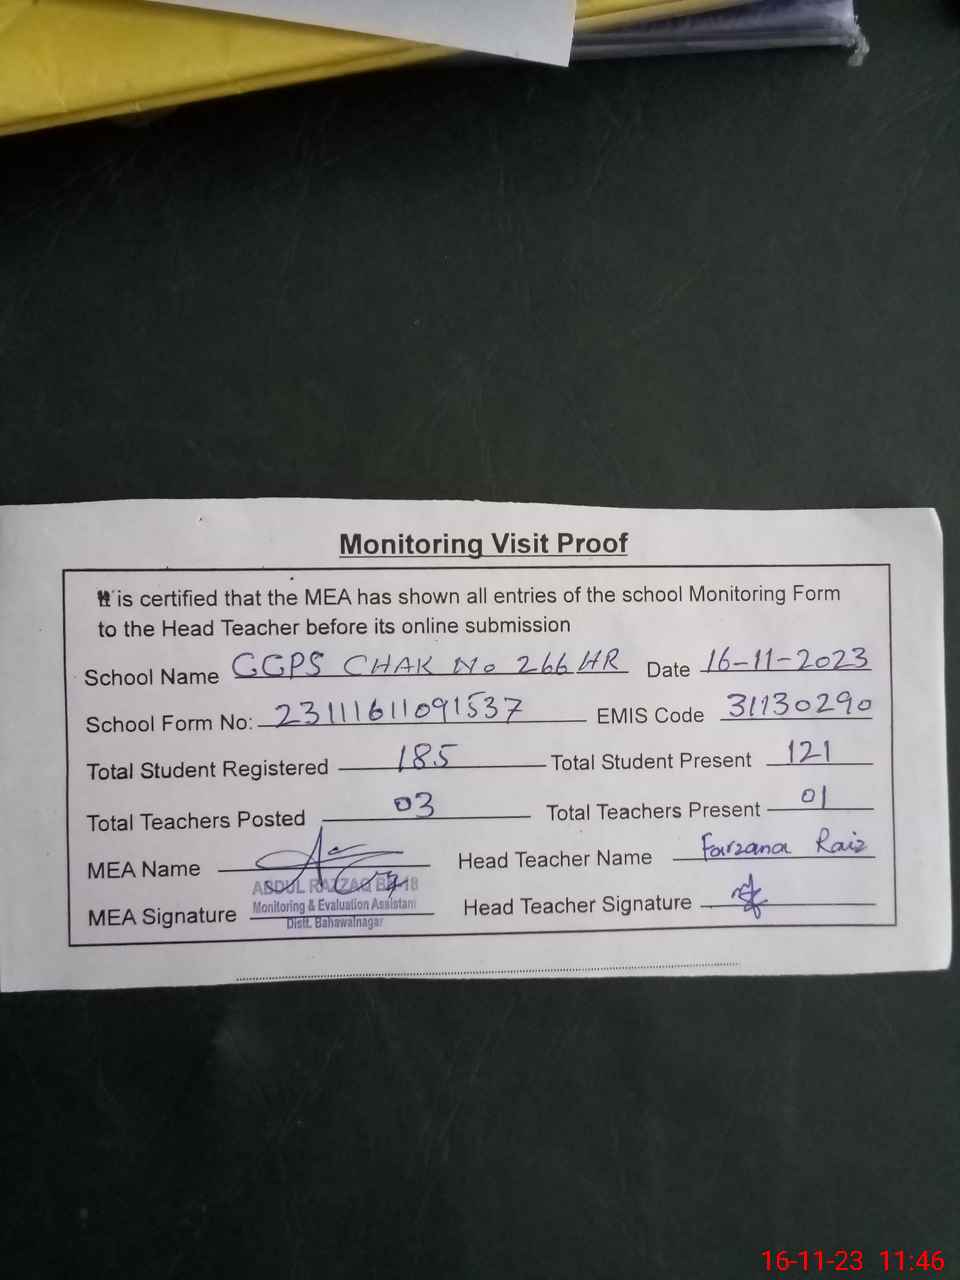 Monitoring Visit Proof
It is certified that the MEA has shown all entries of the school Monitoring Form
to the Head Teacher before its online submission
School Name GGPS CHAK No 266 HR Date 16-11-2023
School Form No: 23111611091537 EMIS Code 31130290
Total Student Registered 185 Total Student Present 121
Total Teachers Posted 03 Total Teachers Present 01
MEA Name Head Teacher Name Farzana Raiz
ABDUL RAZZAQ
MEA Signature Monitoring & Evaluation Assistant Head Teacher Signature
Distt. Bahawalnagar
16-11-23 11:46